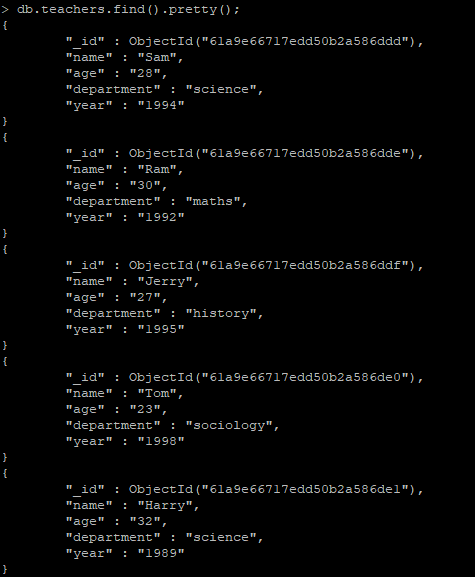 > db.teachers.find().pretty();
{
"_id" : ObjectId("61a9e66717edd50b2a586ddd"),
"name" : "Sam",
"age" : "28",
"department" : "science",
"year" : "1994"
}
{
"_id" : ObjectId("61a9e66717edd50b2a586dde"),
"name" : "Ram",
"age" : "30",
"department" : "maths",
"year" : "1992"
}
{
"_id" : ObjectId("61a9e66717edd50b2a586ddf"),
"name" : "Jerry",
"age" : "27",
"department" : "history",
"year" : "1995"
}
{
"_id" : ObjectId("61a9e66717edd50b2a586de0"),
"name" : "Tom",
"age" : "23",
"department" : "sociology",
"year" : "1998"
}
{
"_id" : ObjectId("61a9e66717edd50b2a586de1"),
"name" : "Harry",
"age" : "32",
"department" : "science",
"year" : "1989"
}